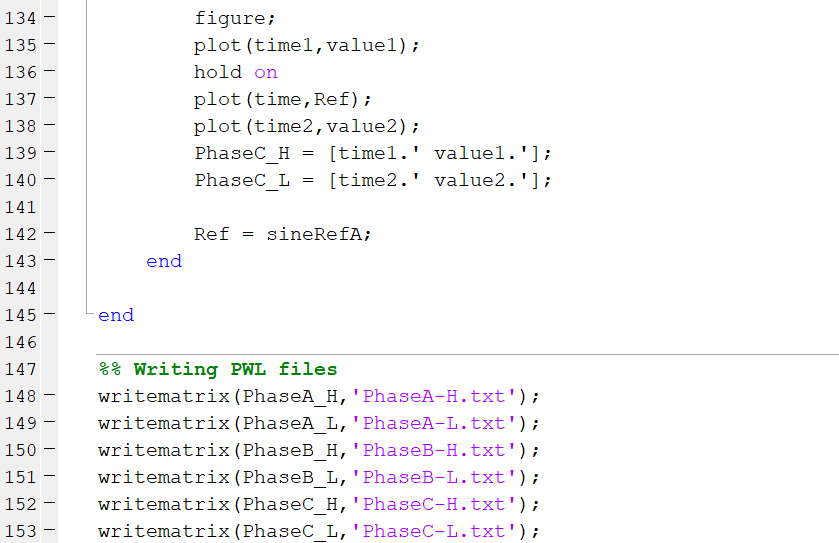 134 figure;
135 plot(time1,value1);
136 hold on
137 plot(time,Ref);
138 plot(time2,value2);
139 PhaseC_H = [time1.' value1.'];
140 PhaseC_L = [time2.' value2.'];
141
142 Ref = sineRefA;
143 end
144
145 end
146
147 %% Writing PWL files
148 writematrix(PhaseA_H,'PhaseA-H.txt');
149 writematrix(PhaseA_L,'PhaseA-L.txt');
150 writematrix(PhaseB_H,'PhaseB-H.txt');
151 writematrix(PhaseB_L,'PhaseB-L.txt');
152 writematrix(PhaseC_H,'PhaseC-H.txt');
153 writematrix(PhaseC_L,'PhaseC-L.txt');